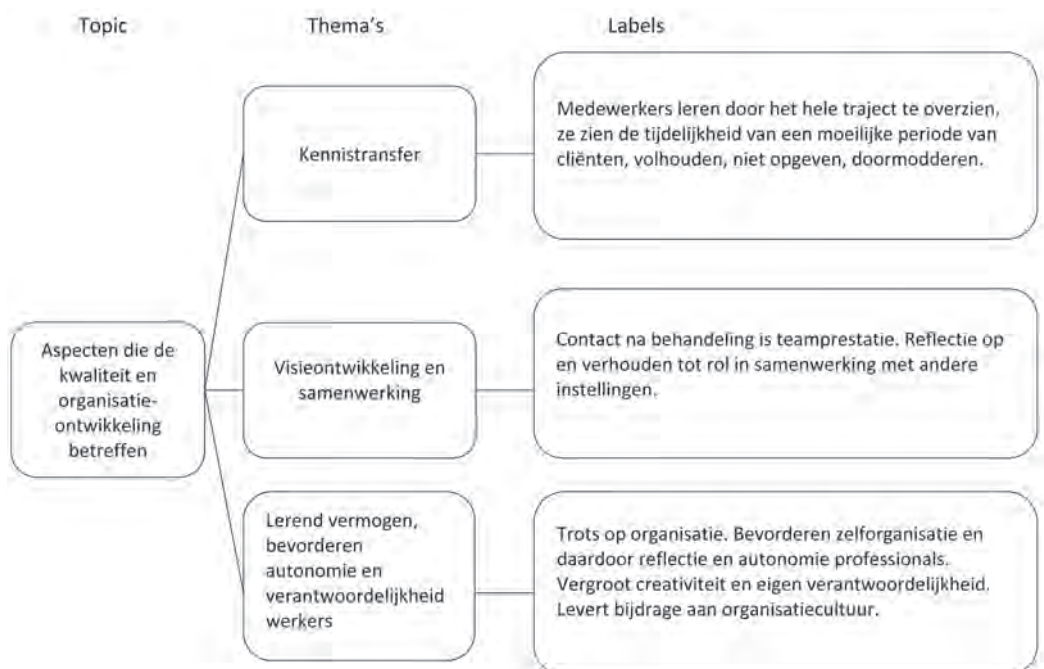 Topic
Thema's
Labels
Kennistransfer
Medewerkers leren door het hele traject te overzien,
ze zien de tijdelijkheid van een moeilijke periode van
cliënten, volhouden, niet opgeven, doormodderen.
Aspecten die de
kwaliteit en
organisatie-
ontwikkeling
betreffen
Visieontwikkeling en
samenwerking
Contact na behandeling is teamprestatie. Reflectie op
en verhouden tot rol in samenwerking met andere
instellingen.
Lerend vermogen,
bevorderen
autonomie en
verantwoordelijkheid
werkers
Trots op organisatie. Bevorderen zelforganisatie en
daardoor reflectie en autonomie professionals.
Vergroot creativiteit en eigen verantwoordelijkheid.
Levert bijdrage aan organisatiecultuur.